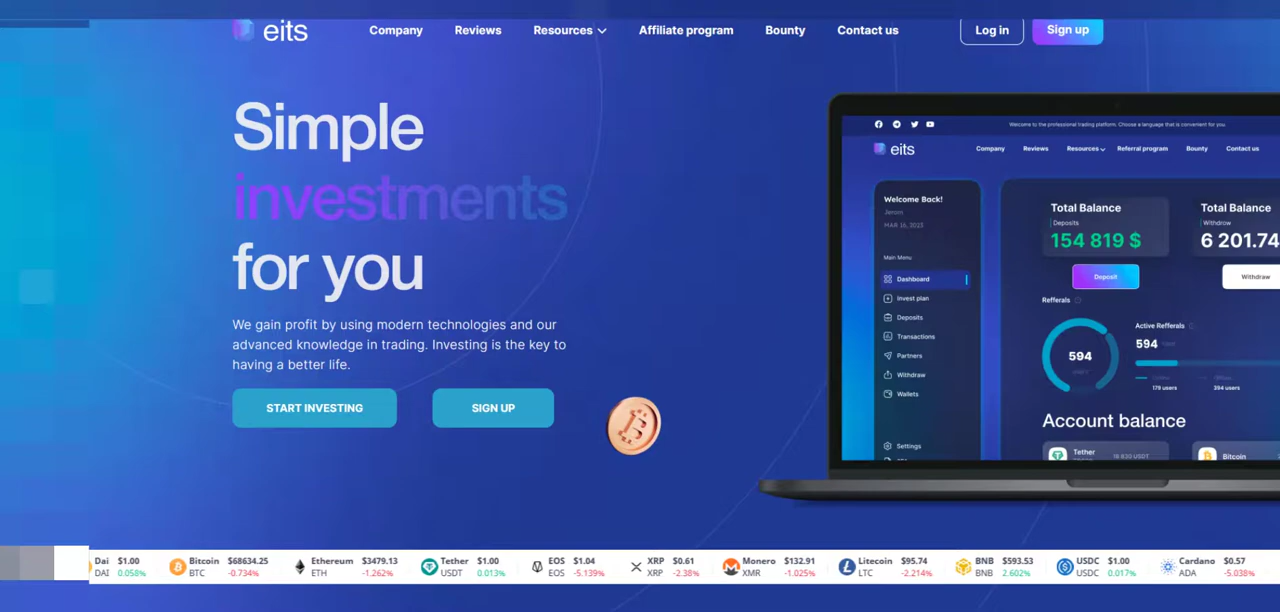 eits
Company Reviews Resources Affiliate program Bounty Contact us Log in Sign up
Simple
investments
for you
We gain profit by using modern technologies and our
advanced knowledge in trading. Investing is the key to
having a better life.
START INVESTING SIGN UP
Welcome to the professional trading platform. Choose a language that is convenient for you.
eits Company Reviews Resources Referral program Bounty Contact us
Welcome Back!
Jerom
MAR 16, 2023
Main Menu
Dashboard
Invest plan
Deposits
Transactions
Partners
Withdraw
Wallets
Settings
Total Balance
Deposits
154 819 $
Deposit
Total Balance
Withdrow
6 201.74
Withdraw
Refferals
594
Active Refferals
594
179 users 394 users
Account balance
Tether 18 833 USDT
Bitcoin
Dai $1.00 Bitcoin $68634.25 Ethereum $3479.13 Tether $1.00 EOS $1.04 XRP $0.61 Monero $132.91 Litecoin $95.74 BNB $593.53 USDC $1.00 Cardano $0.57
DAI 0.058% BTC -0.734% ETH -1.262% USDT 0.013% EOS -5.139% XRP -2.38% XMR -1.025% LTC -2.214% BNB 2.602% USDC 0.017% ADA -5.038%